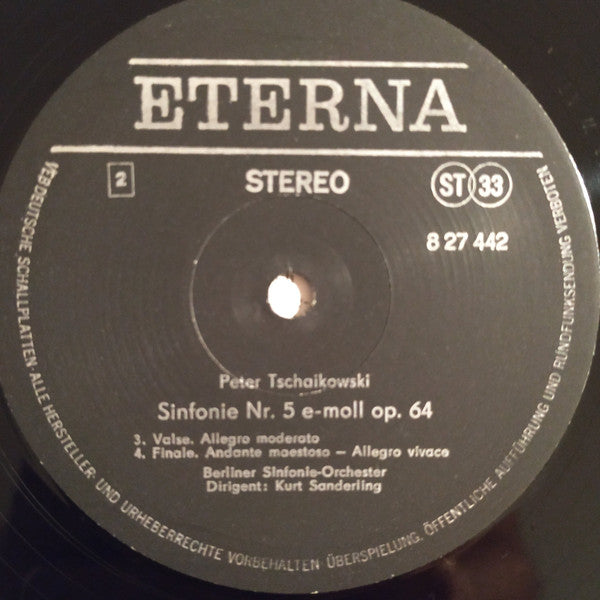 ETERNA
2 STEREO ST 33
8 27 442
Peter Tschaikowski
Sinfonie Nr. 5 e-moll op. 64
3. Valse. Allegro moderato
4. Finale. Andante maestoso – Allegro vivace
Berliner Sinfonie-Orchester
Dirigent: Kurt Sanderling
VEB DEUTSCHE SCHALLPLATTEN · ALLE HERSTELLER- UND URHEBERRECHTE VORBEHALTEN ÜBERSPIELUNG, ÖFFENTLICHE AUFFÜHRUNG UND RUNDFUNKSENDUNG VERBOTEN